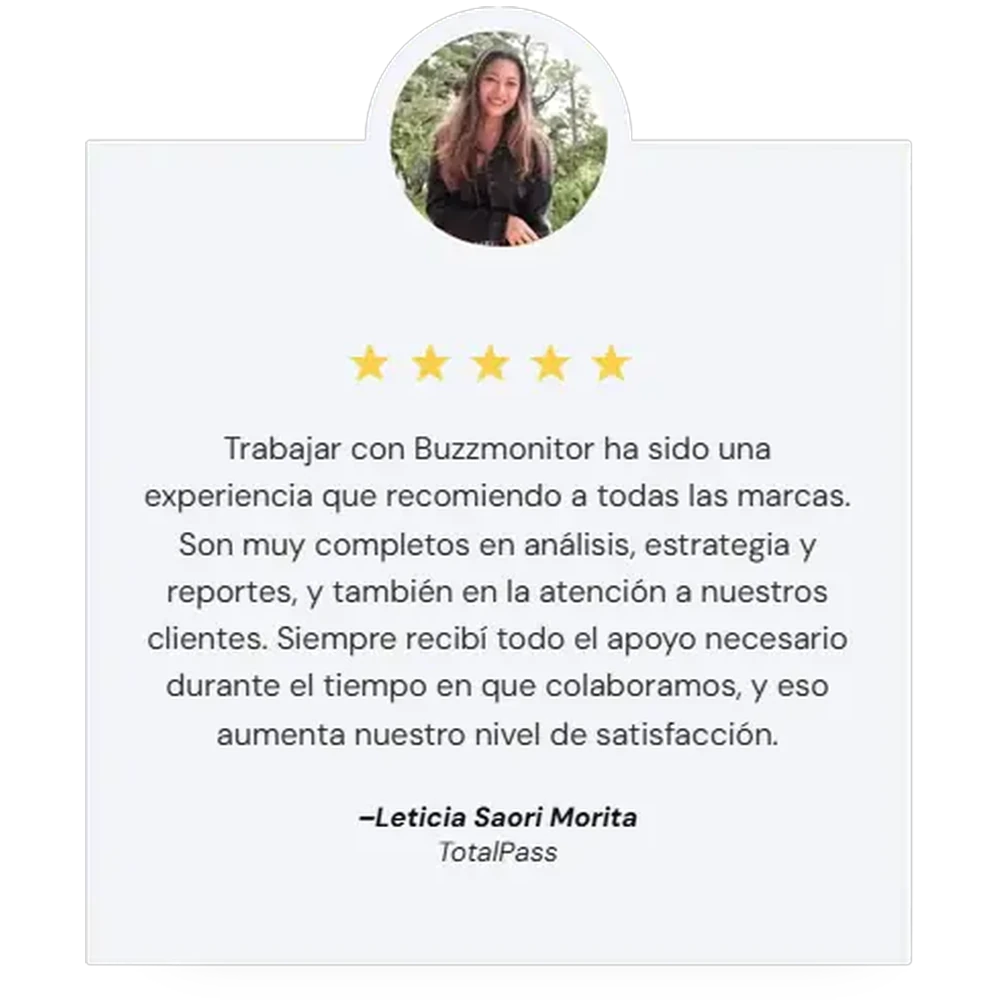 Trabajar con Buzzmonitor ha sido una
experiencia que recomiendo a todas las marcas.
Son muy completos en análisis, estrategia y
reportes, y también en la atención a nuestros
clientes. Siempre recibí todo el apoyo necesario
durante el tiempo en que colaboramos, y eso
aumenta nuestro nivel de satisfacción.
–Leticia Saori Morita
TotalPass